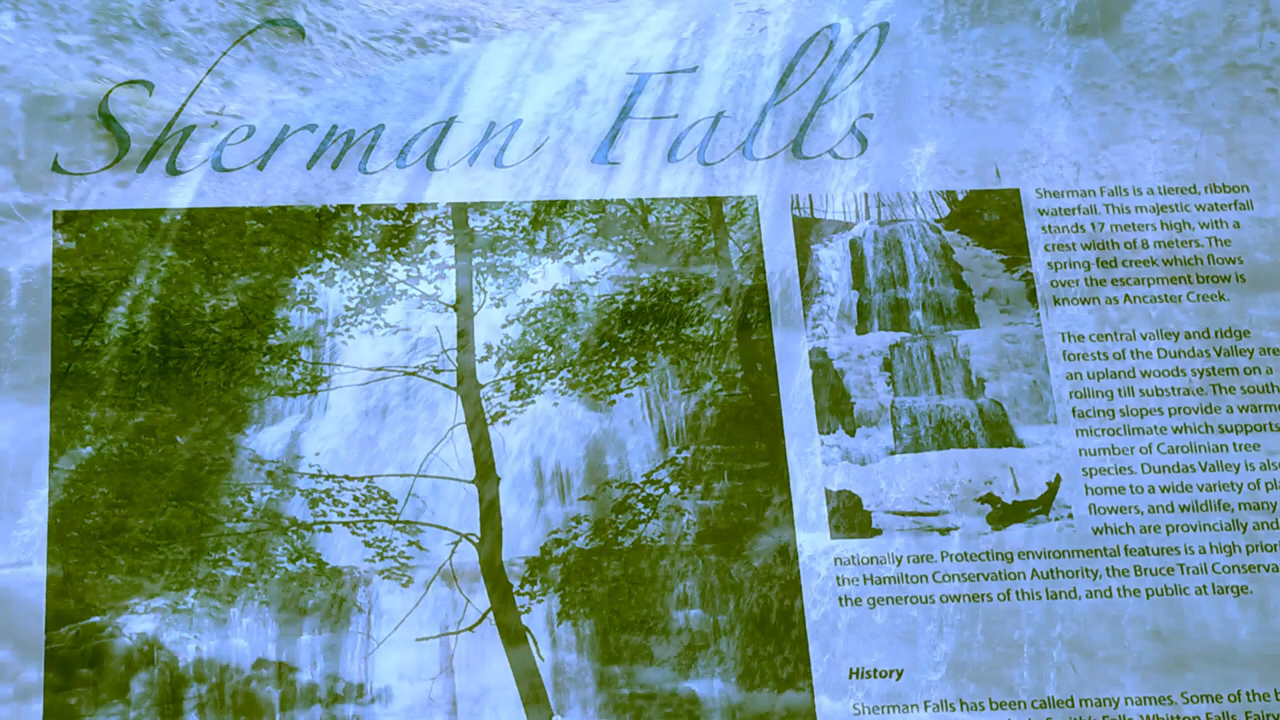 Sherman Falls
Sherman Falls is a tiered, ribbon
waterfall. This majestic waterfall
stands 17 meters high, with a
crest width of 8 meters. The
spring-fed creek which flows
over the escarpment brow is
known as Ancaster Creek.
The central valley and ridge
forests of the Dundas Valley are
an upland woods system on a
rolling till substrate. The south
facing slopes provide a warm
microclimate which supports
number of Carolinian tree
species. Dundas Valley is also
home to a wide variety of
flowers, and wildlife, many
which are provincially and
nationally rare. Protecting environmental features is a high
the Hamilton Conservation Authority, the Bruce Trail
the generous owners of this land, and the public at large.
History
Sherman Falls has been called many names. Some of the
Smith's Falls, Whitten Falls,